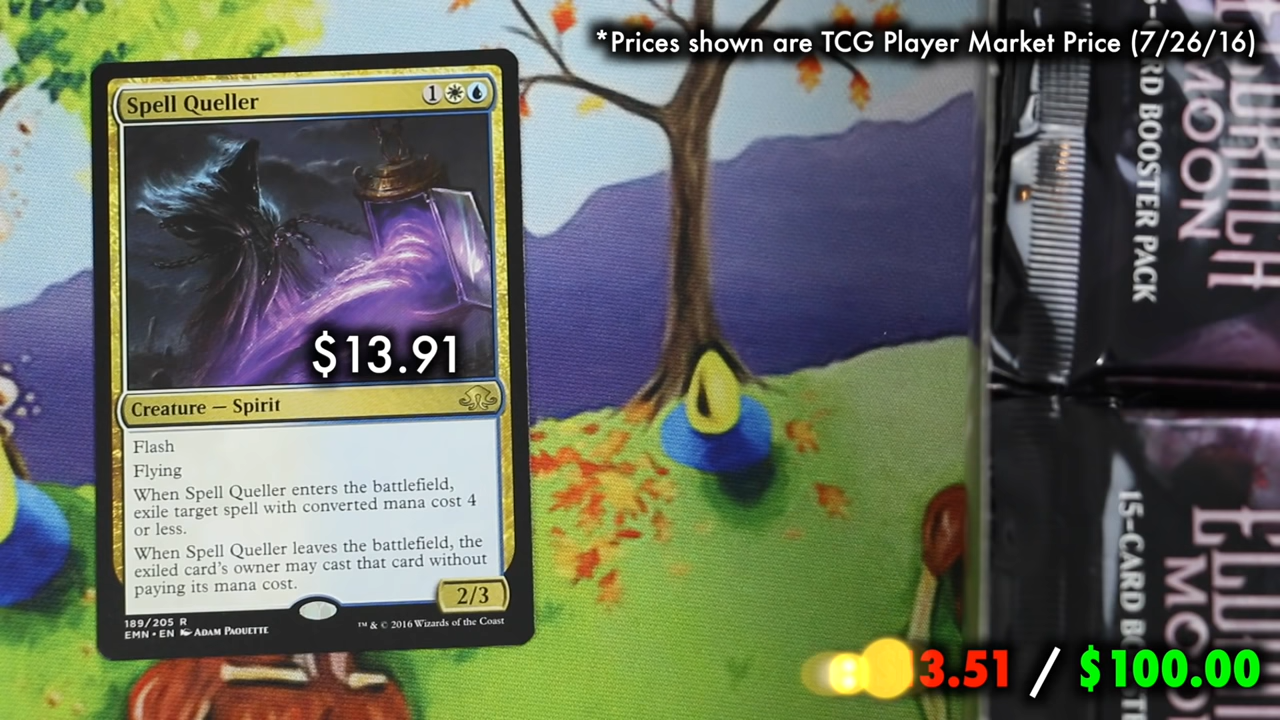 *Prices shown are TCG Player Market Price (7/26/16)
Spell Queller 1
$13.91
Creature — Spirit
Flash
Flying
When Spell Queller enters the battlefield,
exile target spell with converted mana cost 4
or less.
When Spell Queller leaves the battlefield, the
exiled card's owner may cast that card without
paying its mana cost.
2/3
189/205 R
EMN • EN ADAM PAQUETTE
™ & © 2016 Wizards of the Coast
3.51 / $100.00
BOOSTER PACK
MOON
15-CARD